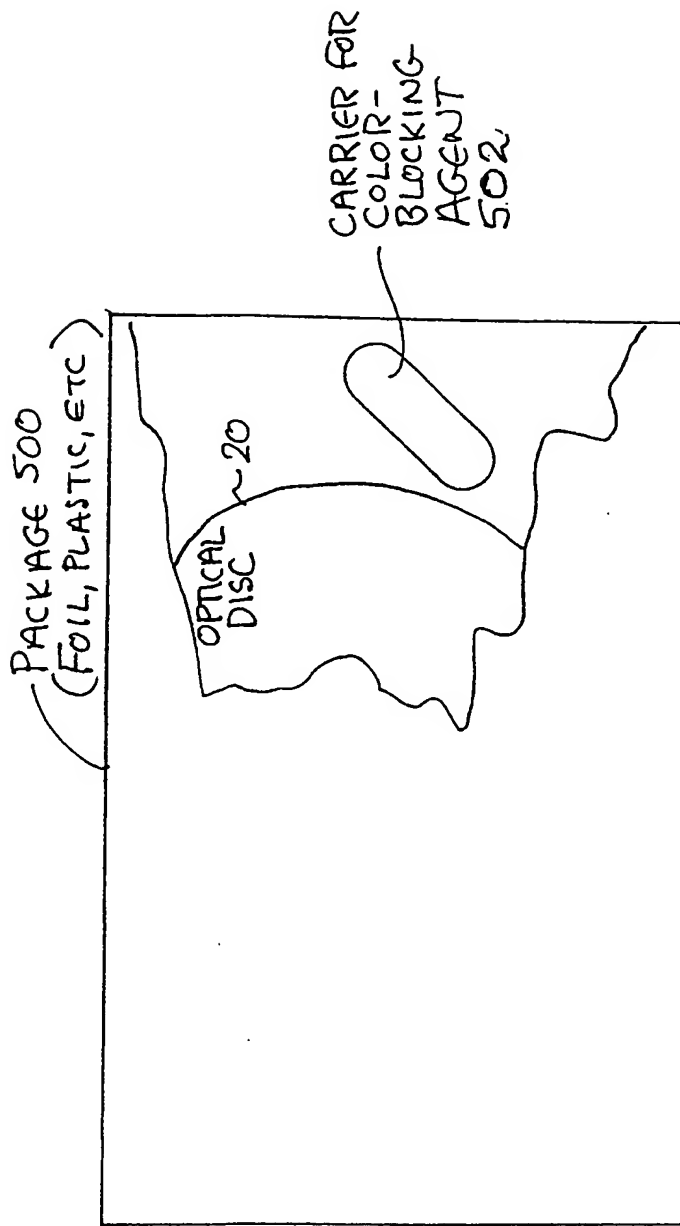 PACKAGE 500
(FOIL, PLASTIC, ETC)
OPTICAL
DISC
20
CARRIER FOR
COLOR-
BLOCKING
AGENT
502